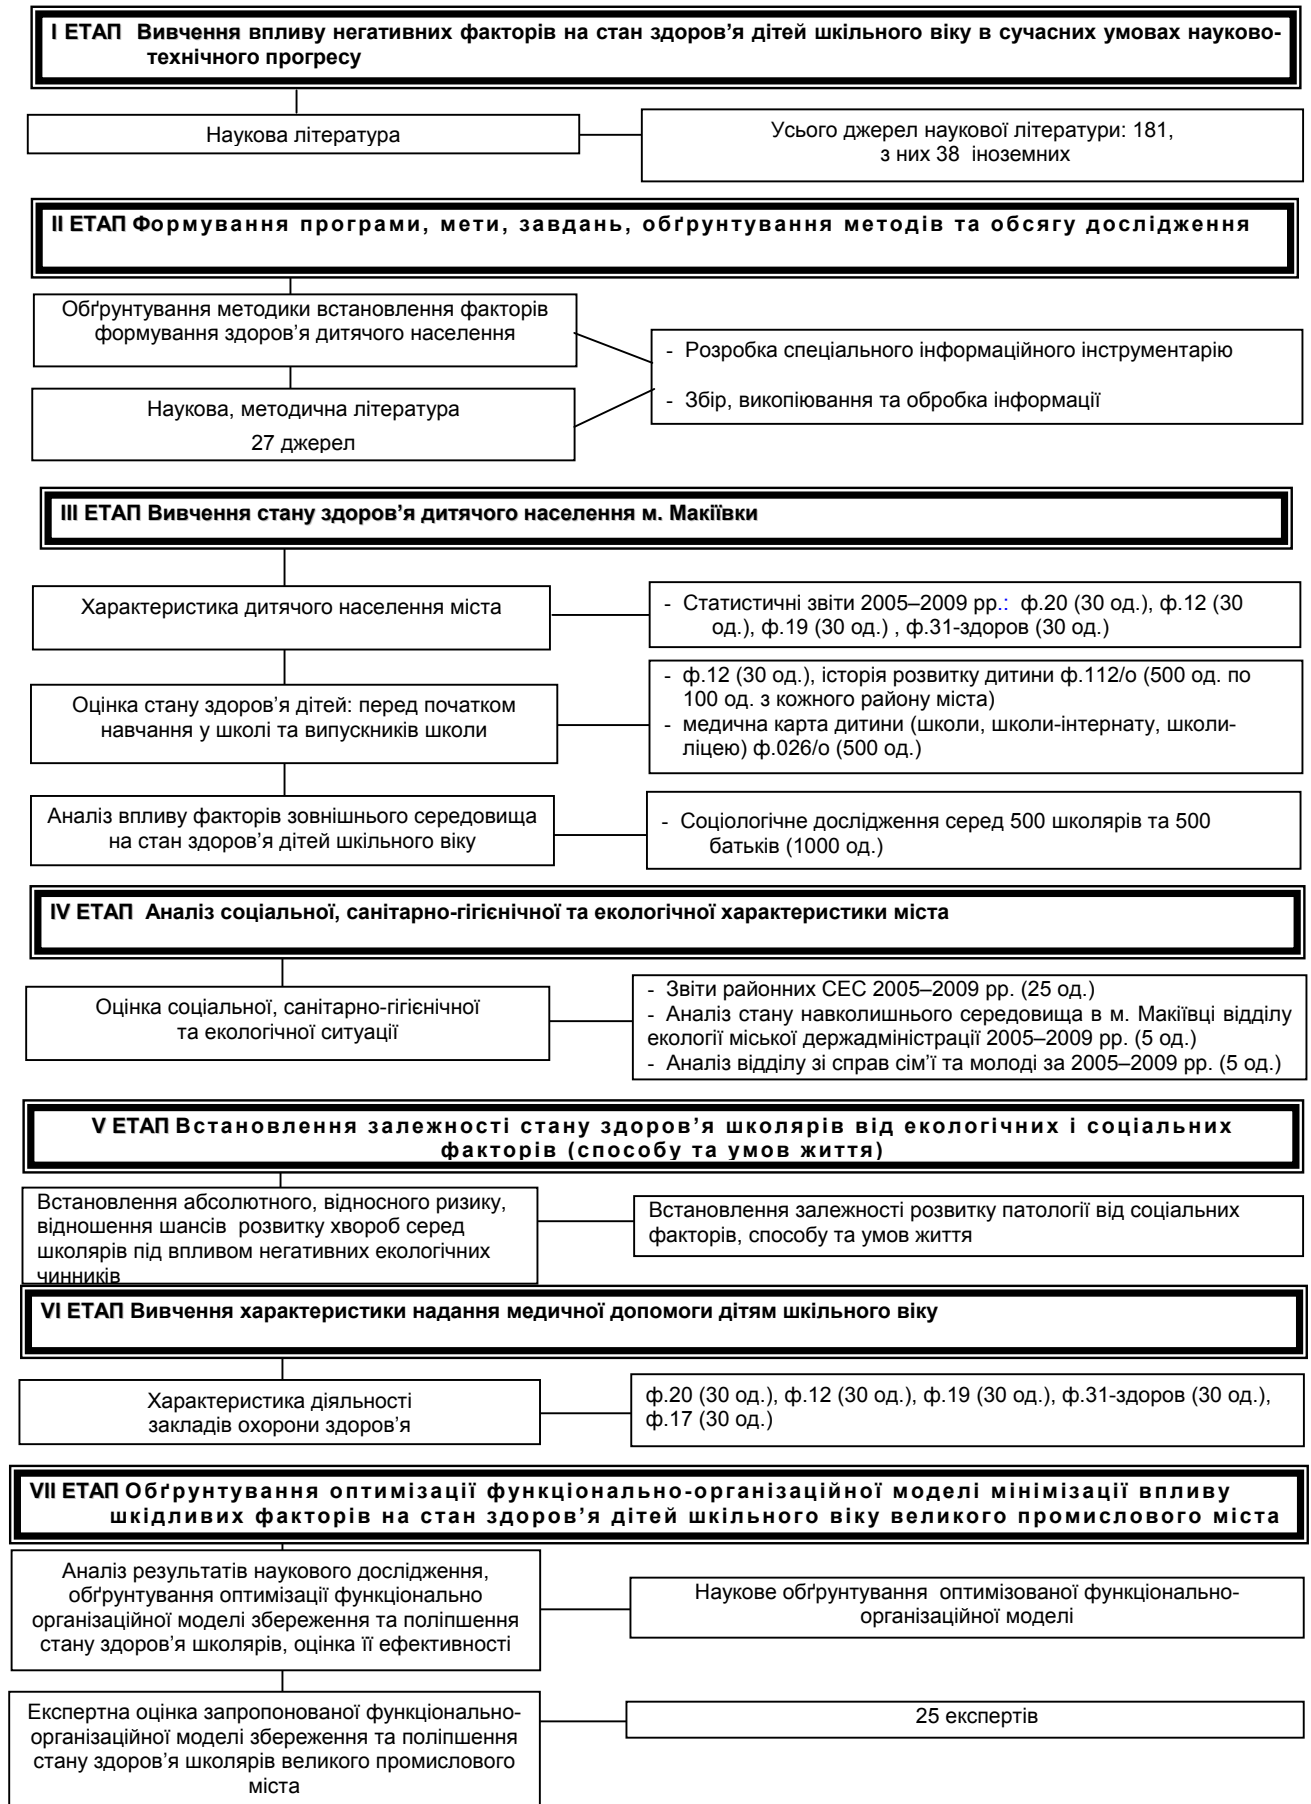 І ЕТАП Вивчення впливу негативних факторів на стан здоров’я дітей шкільного віку в сучасних умовах науково-
технічного прогресу
Наукова література
Усього джерел наукової літератури: 181,
з них 38 іноземних
ІІ ЕТАП Формування програми, мети, завдань, обґрунтування методів та обсягу дослідження
Обґрунтування методики встановлення факторів
формування здоров’я дитячого населення
- Розробка спеціального інформаційного інструментарію
- Збір, викопіювання та обробка інформації
Наукова, методична література
27 джерел
ІІІ ЕТАП Вивчення стану здоров’я дитячого населення м. Макіївки
Характеристика дитячого населення міста
- Статистичні звіти 2005–2009 рр.: ф.20 (30 од.), ф.12 (30
од.), ф.19 (30 од.) , ф.31-здоров (30 од.)
Оцінка стану здоров’я дітей: перед початком
навчання у школі та випускників школи
- ф.12 (30 од.), історія розвитку дитини ф.112/о (500 од. по
100 од. з кожного району міста)
- медична карта дитини (школи, школи-інтернату, школи-
ліцею) ф.026/о (500 од.)
Аналіз впливу факторів зовнішнього середовища
на стан здоров’я дітей шкільного віку
- Соціологічне дослідження серед 500 школярів та 500
батьків (1000 од.)
IV ЕТАП Аналіз соціальної, санітарно-гігієнічної та екологічної характеристики міста
Оцінка соціальної, санітарно-гігієнічної
та екологічної ситуації
- Звіти районних СЕС 2005–2009 рр. (25 од.)
- Аналіз стану навколишнього середовища в м. Макіївці відділу
екології міської держадміністрації 2005–2009 рр. (5 од.)
- Аналіз відділу зі справ сім’ї та молоді за 2005–2009 рр. (5 од.)
V ЕТАП Встановлення залежності стану здоров’я школярів від екологічних і соціальних
факторів (способу та умов життя)
Встановлення абсолютного, відносного ризику,
відношення шансів розвитку хвороб серед
школярів під впливом негативних екологічних
чинників
Встановлення залежності розвитку патології від соціальних
факторів, способу та умов життя
VI ЕТАП Вивчення характеристики надання медичної допомоги дітям шкільного віку
Характеристика діяльності
закладів охорони здоров’я
ф.20 (30 од.), ф.12 (30 од.), ф.19 (30 од.), ф.31-здоров (30 од.),
ф.17 (30 од.)
VII ЕТАП Обґрунтування оптимізації функціонально-організаційної моделі мінімізації впливу
шкідливих факторів на стан здоров’я дітей шкільного віку великого промислового міста
Аналіз результатів наукового дослідження,
обґрунтування оптимізації функціонально
організаційної моделі збереження та поліпшення
стану здоров’я школярів, оцінка її ефективності
Наукове обґрунтування оптимізованої функціонально-
організаційної моделі
Експертна оцінка запропонованої функціонально-
організаційної моделі збереження та поліпшення
стану здоров’я школярів великого промислового
міста
25 експертів